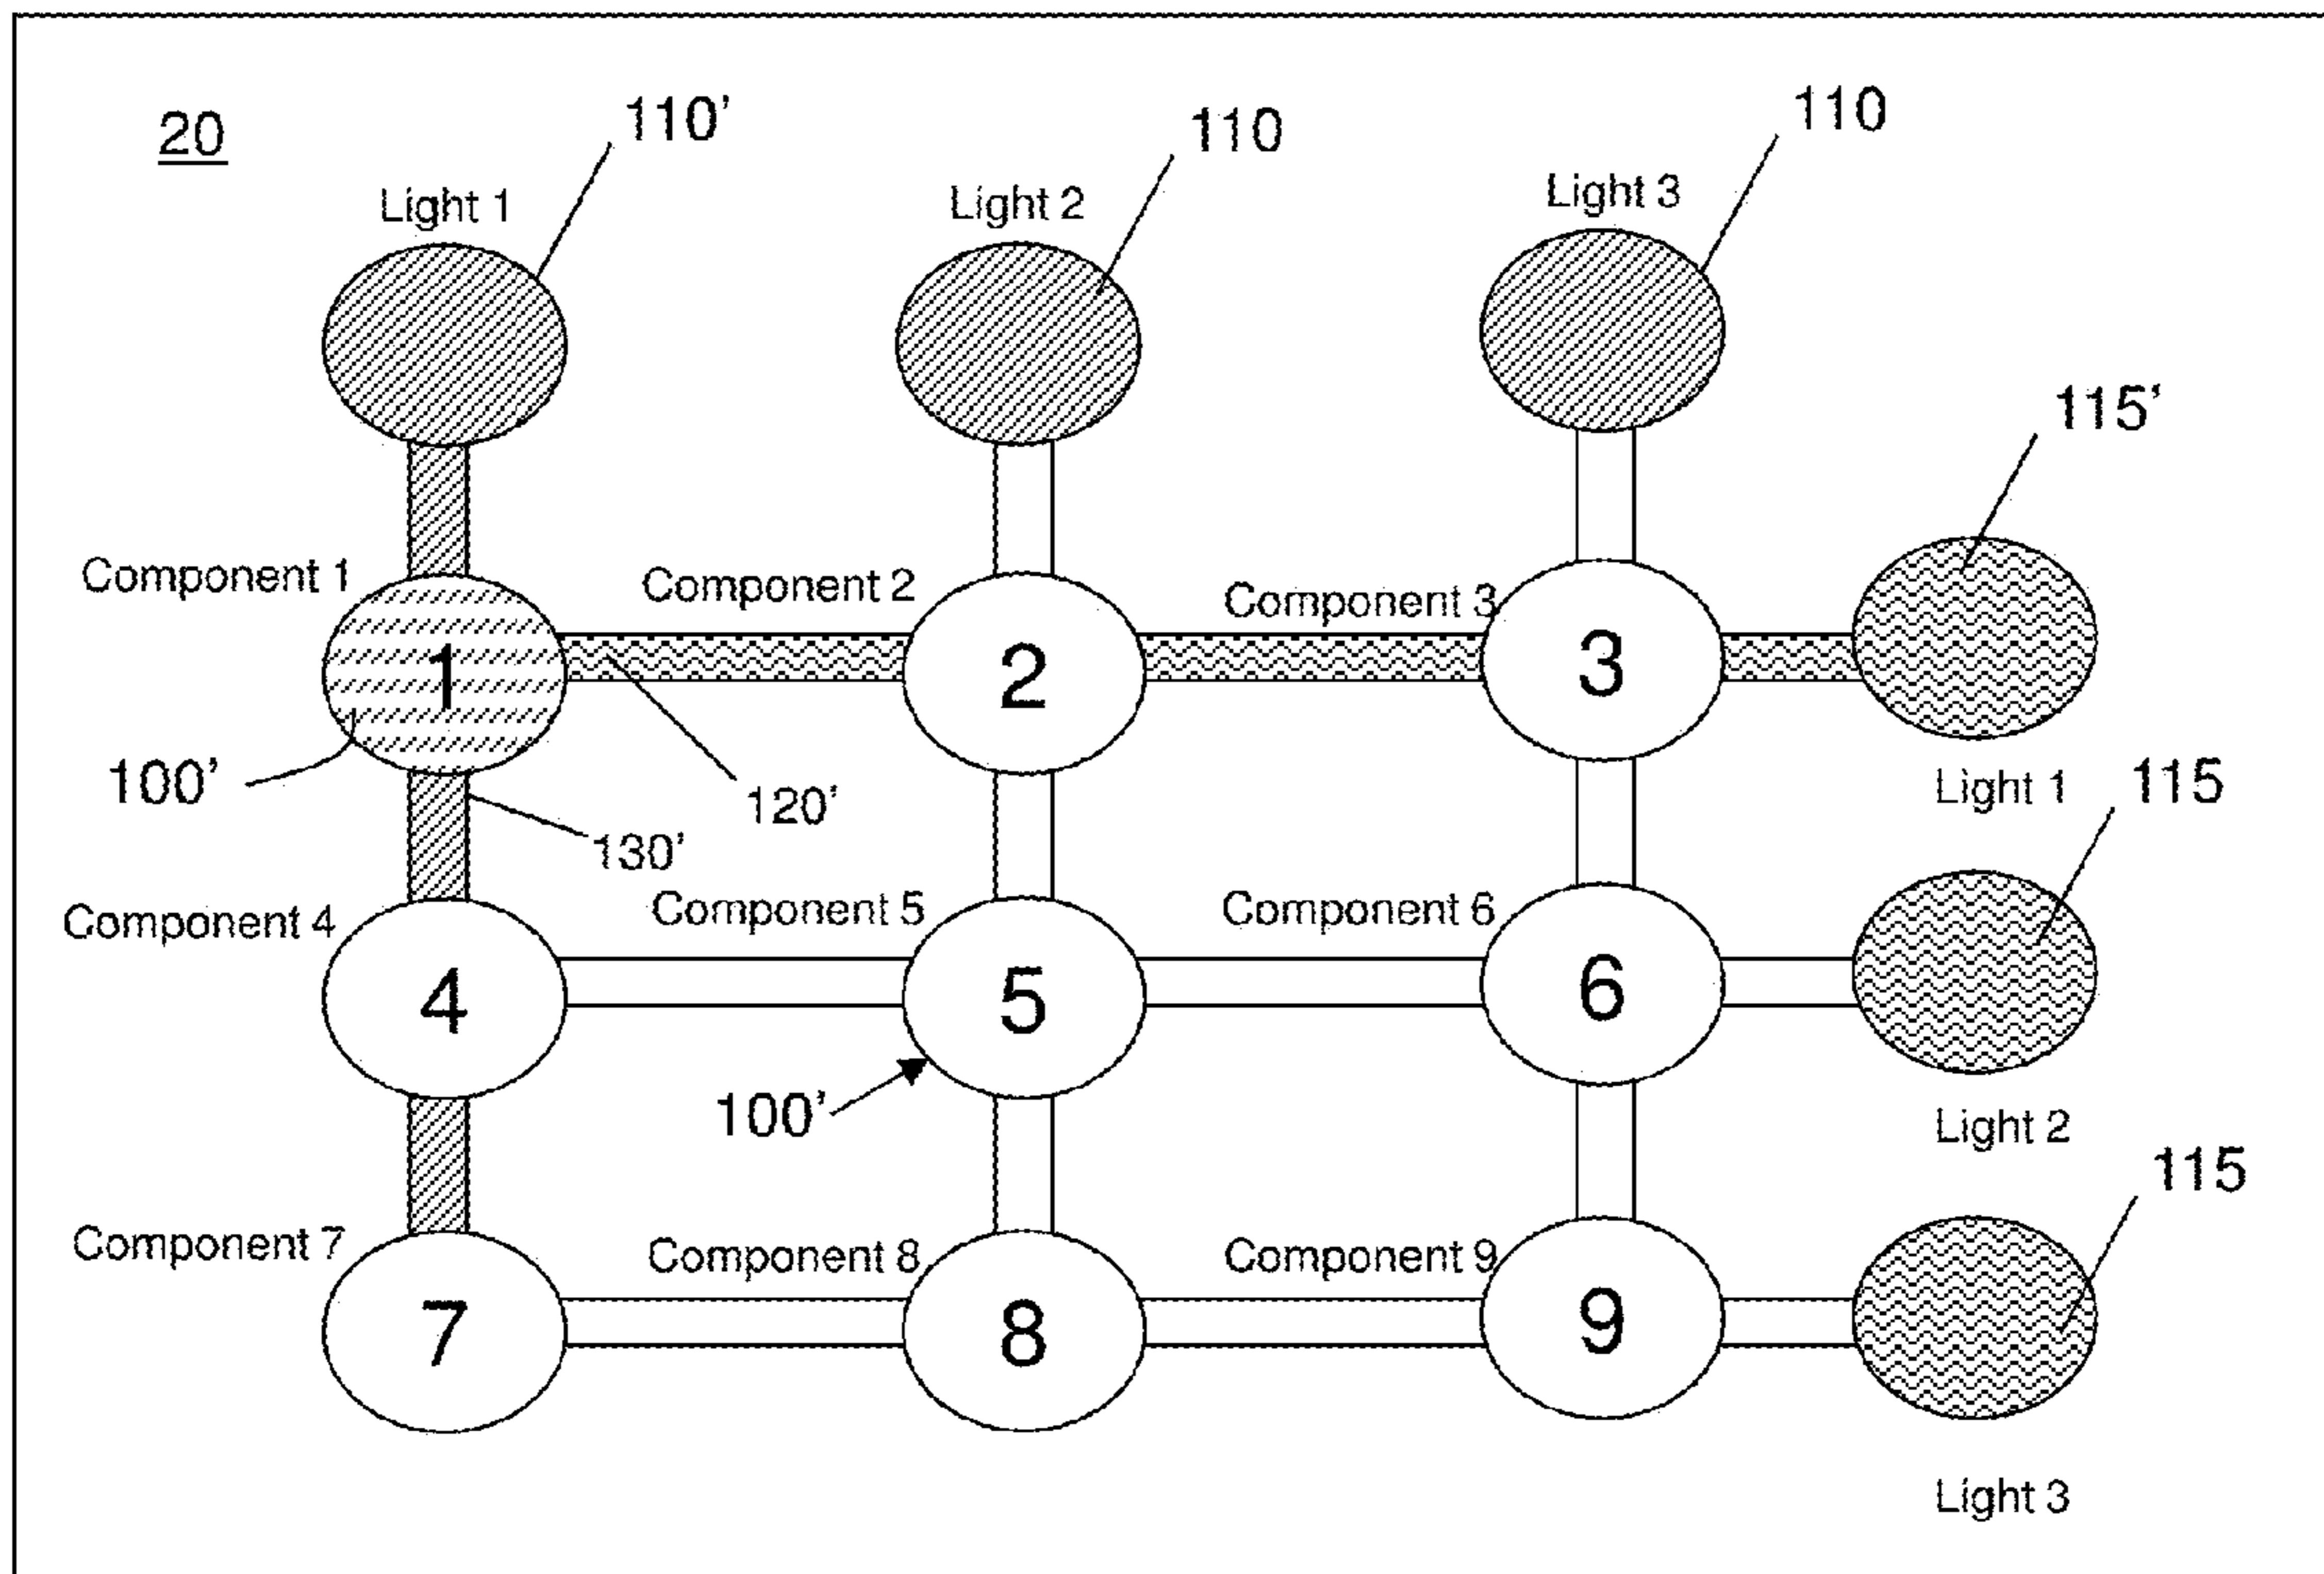 20
110'
110
110
Light 1
Light 2
Light 3
115'
Component 1
Component 2
Component 3
1
2
3
100'
120'
130'
Light 1
115
Component 4
Component 5
Component 6
4
5
6
100'
Light 2
115
Component 7
Component 8
Component 9
7
8
9
Light 3